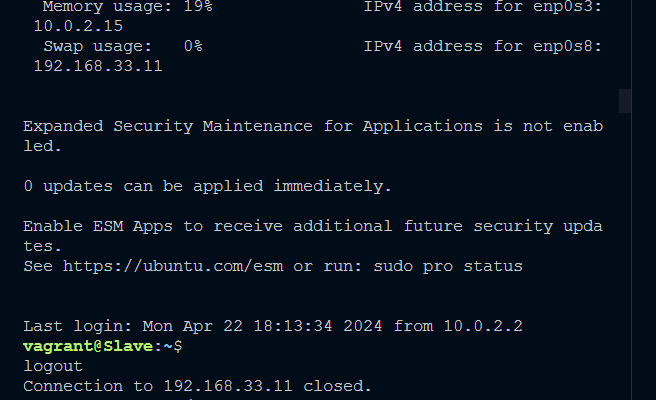 Memory usage: 19%               IPv4 address for enp0s3:
10.0.2.15
Swap usage:   0%                IPv4 address for enp0s8:
192.168.33.11
Expanded Security Maintenance for Applications is not enab
led.
0 updates can be applied immediately.
Enable ESM Apps to receive additional future security upda
tes.
See https://ubuntu.com/esm or run: sudo pro status
Last login: Mon Apr 22 18:13:34 2024 from 10.0.2.2
vagrant@Slave:~$
logout
Connection to 192.168.33.11 closed.